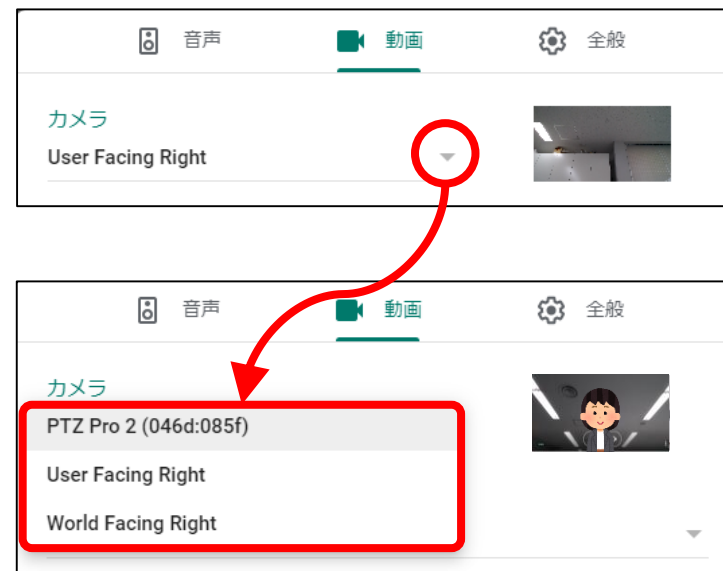 音声 動画 全般
カメラ
User Facing Right
音声 動画 全般
カメラ
PTZ Pro 2 (046d:085f)
User Facing Right
World Facing Right